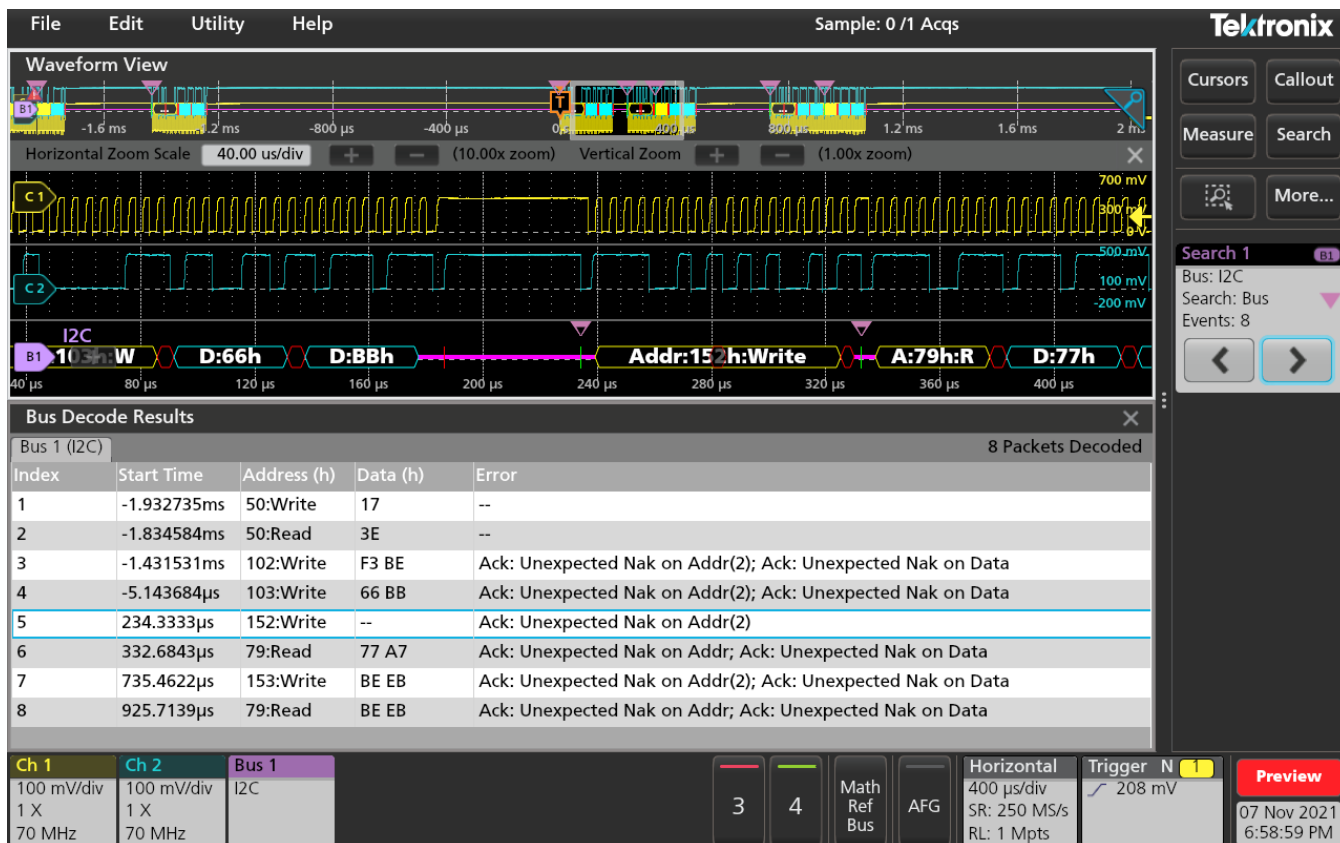 File Edit Utility Help Sample: 0 /1 Acqs Tektronix
Waveform View
Cursors Callout
B1
T
-1.6 ms -800 µs -400 µs 1.2 ms 1.6 ms
Measure Search
Horizontal Zoom Scale 40.00 us/div + - (10.00x zoom) Vertical Zoom + - (1.00x zoom) ×
More...
C 1
700 mV
300 mV
0 V
C 2
500 mV
100 mV
-200 mV
Search 1 B1
Bus: I2C
Search: Bus
Events: 8
I2C
B1 D:66h D:BBh Addr:152h:Write A:79h:R D:77h
40 µs 80 µs 120 µs 160 µs 200 µs 240 µs 280 µs 320 µs 360 µs 400 µs
Bus Decode Results ×
Bus 1 (I2C) 8 Packets Decoded
Index Start Time Address (h) Data (h) Error
1 -1.932735ms 50:Write 17 --
2 -1.834584ms 50:Read 3E --
3 -1.431531ms 102:Write F3 BE Ack: Unexpected Nak on Addr(2); Ack: Unexpected Nak on Data
4 -5.143684µs 103:Write 66 BB Ack: Unexpected Nak on Addr(2); Ack: Unexpected Nak on Data
5 234.3333µs 152:Write -- Ack: Unexpected Nak on Addr(2)
6 332.6843µs 79:Read 77 A7 Ack: Unexpected Nak on Addr; Ack: Unexpected Nak on Data
7 735.4622µs 153:Write BE EB Ack: Unexpected Nak on Addr(2); Ack: Unexpected Nak on Data
8 925.7139µs 79:Read BE EB Ack: Unexpected Nak on Addr; Ack: Unexpected Nak on Data
Ch 1
100 mV/div
1 X
70 MHz
Ch 2
100 mV/div
1 X
70 MHz
Bus 1
I2C
3
4
Math
Ref
Bus
AFG
Horizontal
400 µs/div
SR: 250 MS/s
RL: 1 Mpts
Trigger N 1
208 mV
Preview
07 Nov 2021
6:58:59 PM